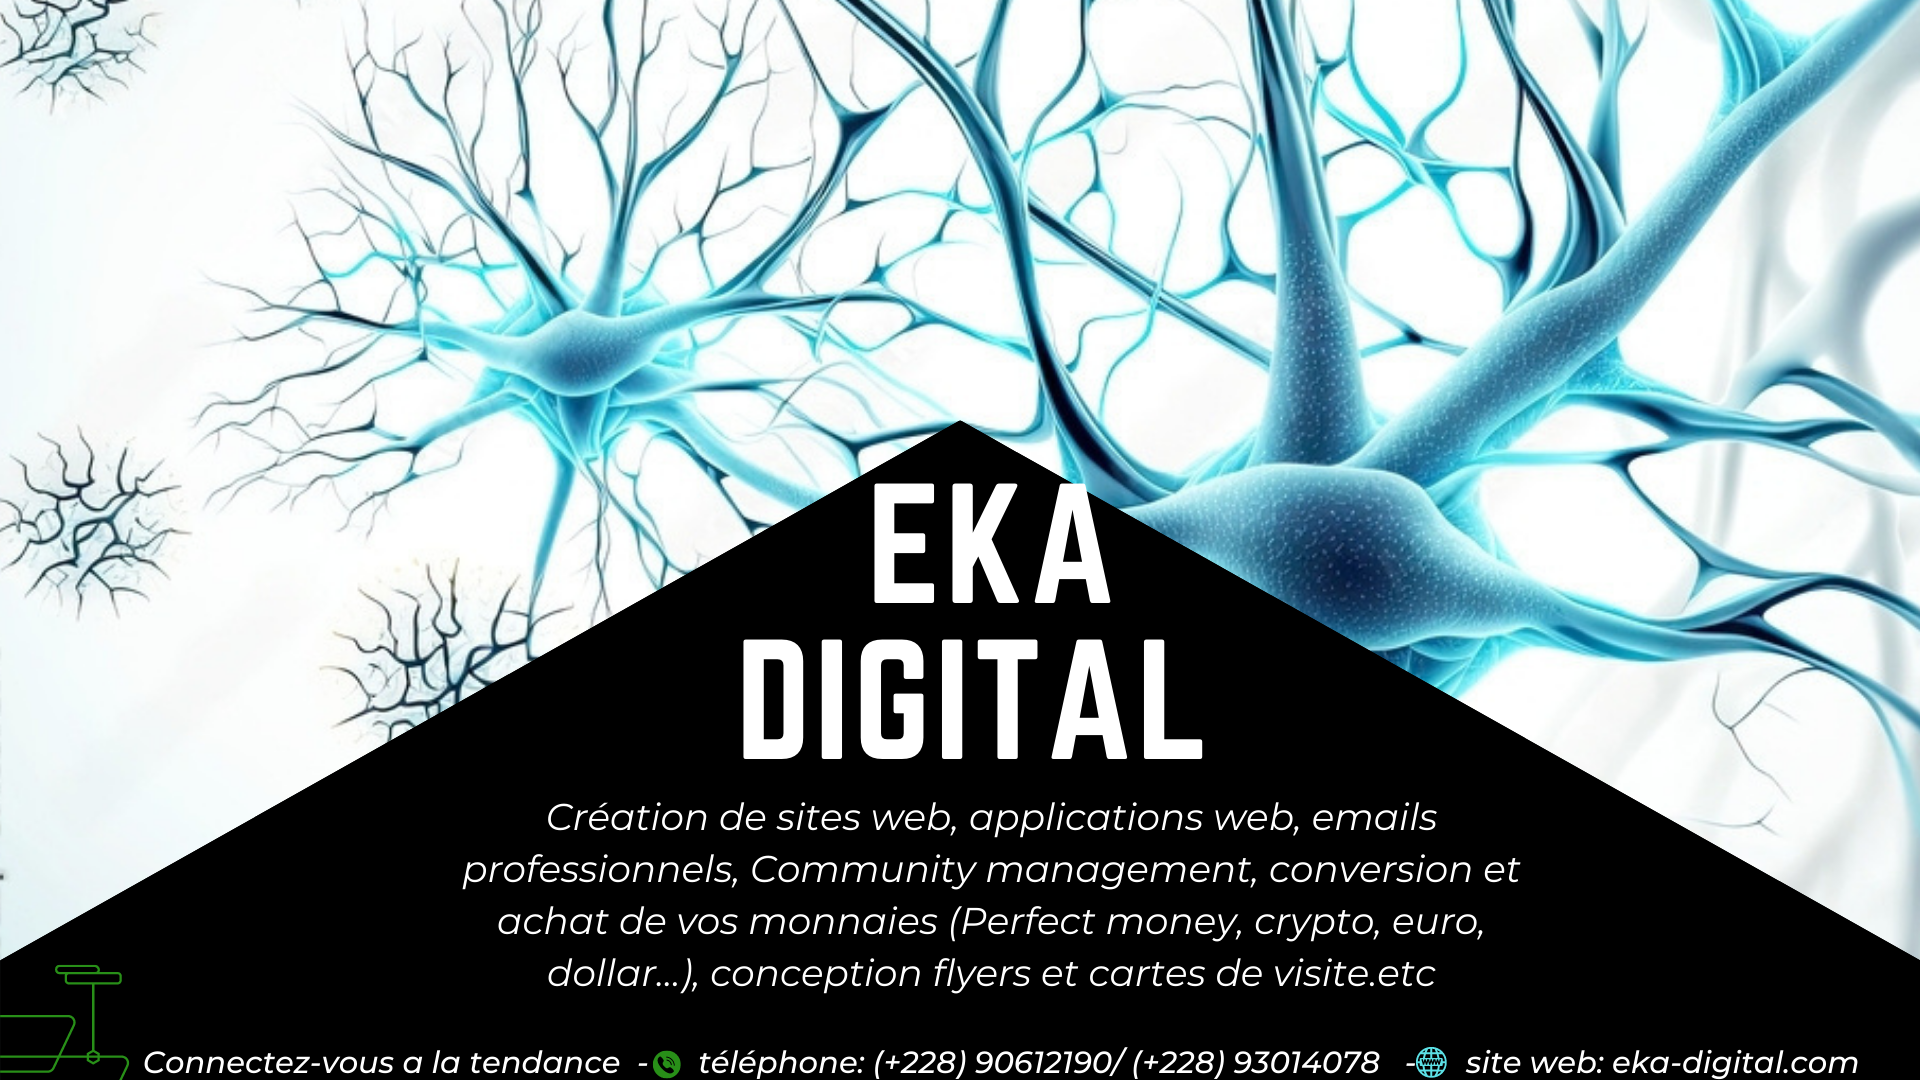 EKA
DIGITAL
Création de sites web, applications web, emails
professionnels, Community management, conversion et
achat de vos monnaies (Perfect money, crypto, euro,
dollar...), conception flyers et cartes de visite.etc
Connectez-vous a la tendance - téléphone: (+228) 90612190/ (+228) 93014078 - www site web: eka-digital.com